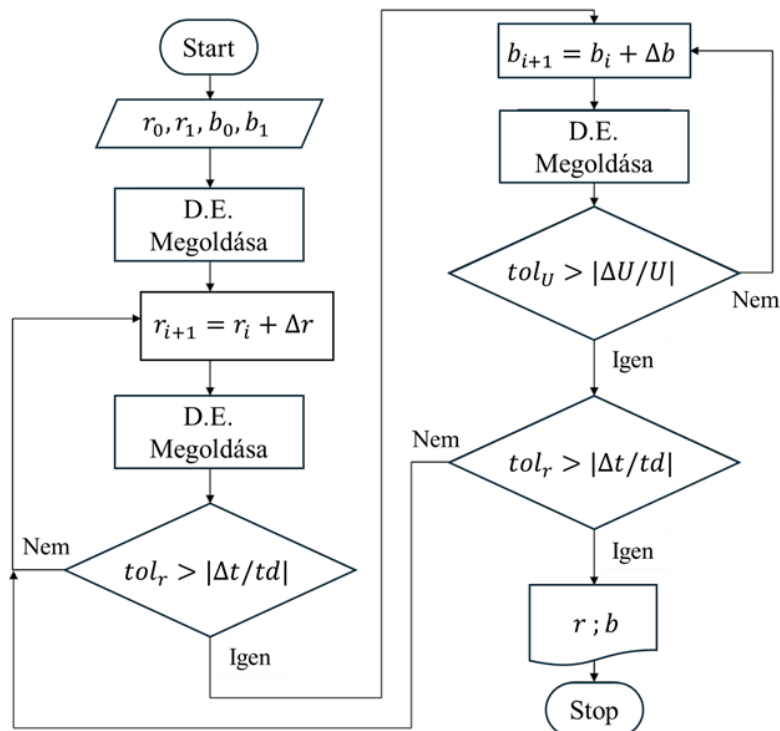 Start
r₀, r₁, b₀, b₁
D.E.
Megoldása
rᵢ₊₁ = rᵢ + Δr
D.E.
Megoldása
Nem
tolᵣ > |Δt/td|
Igen
bᵢ₊₁ = bᵢ + Δb
D.E.
Megoldása
tol_U > |ΔU/U|
Nem
Igen
Nem
tolᵣ > |Δt/td|
Igen
r ; b
Stop